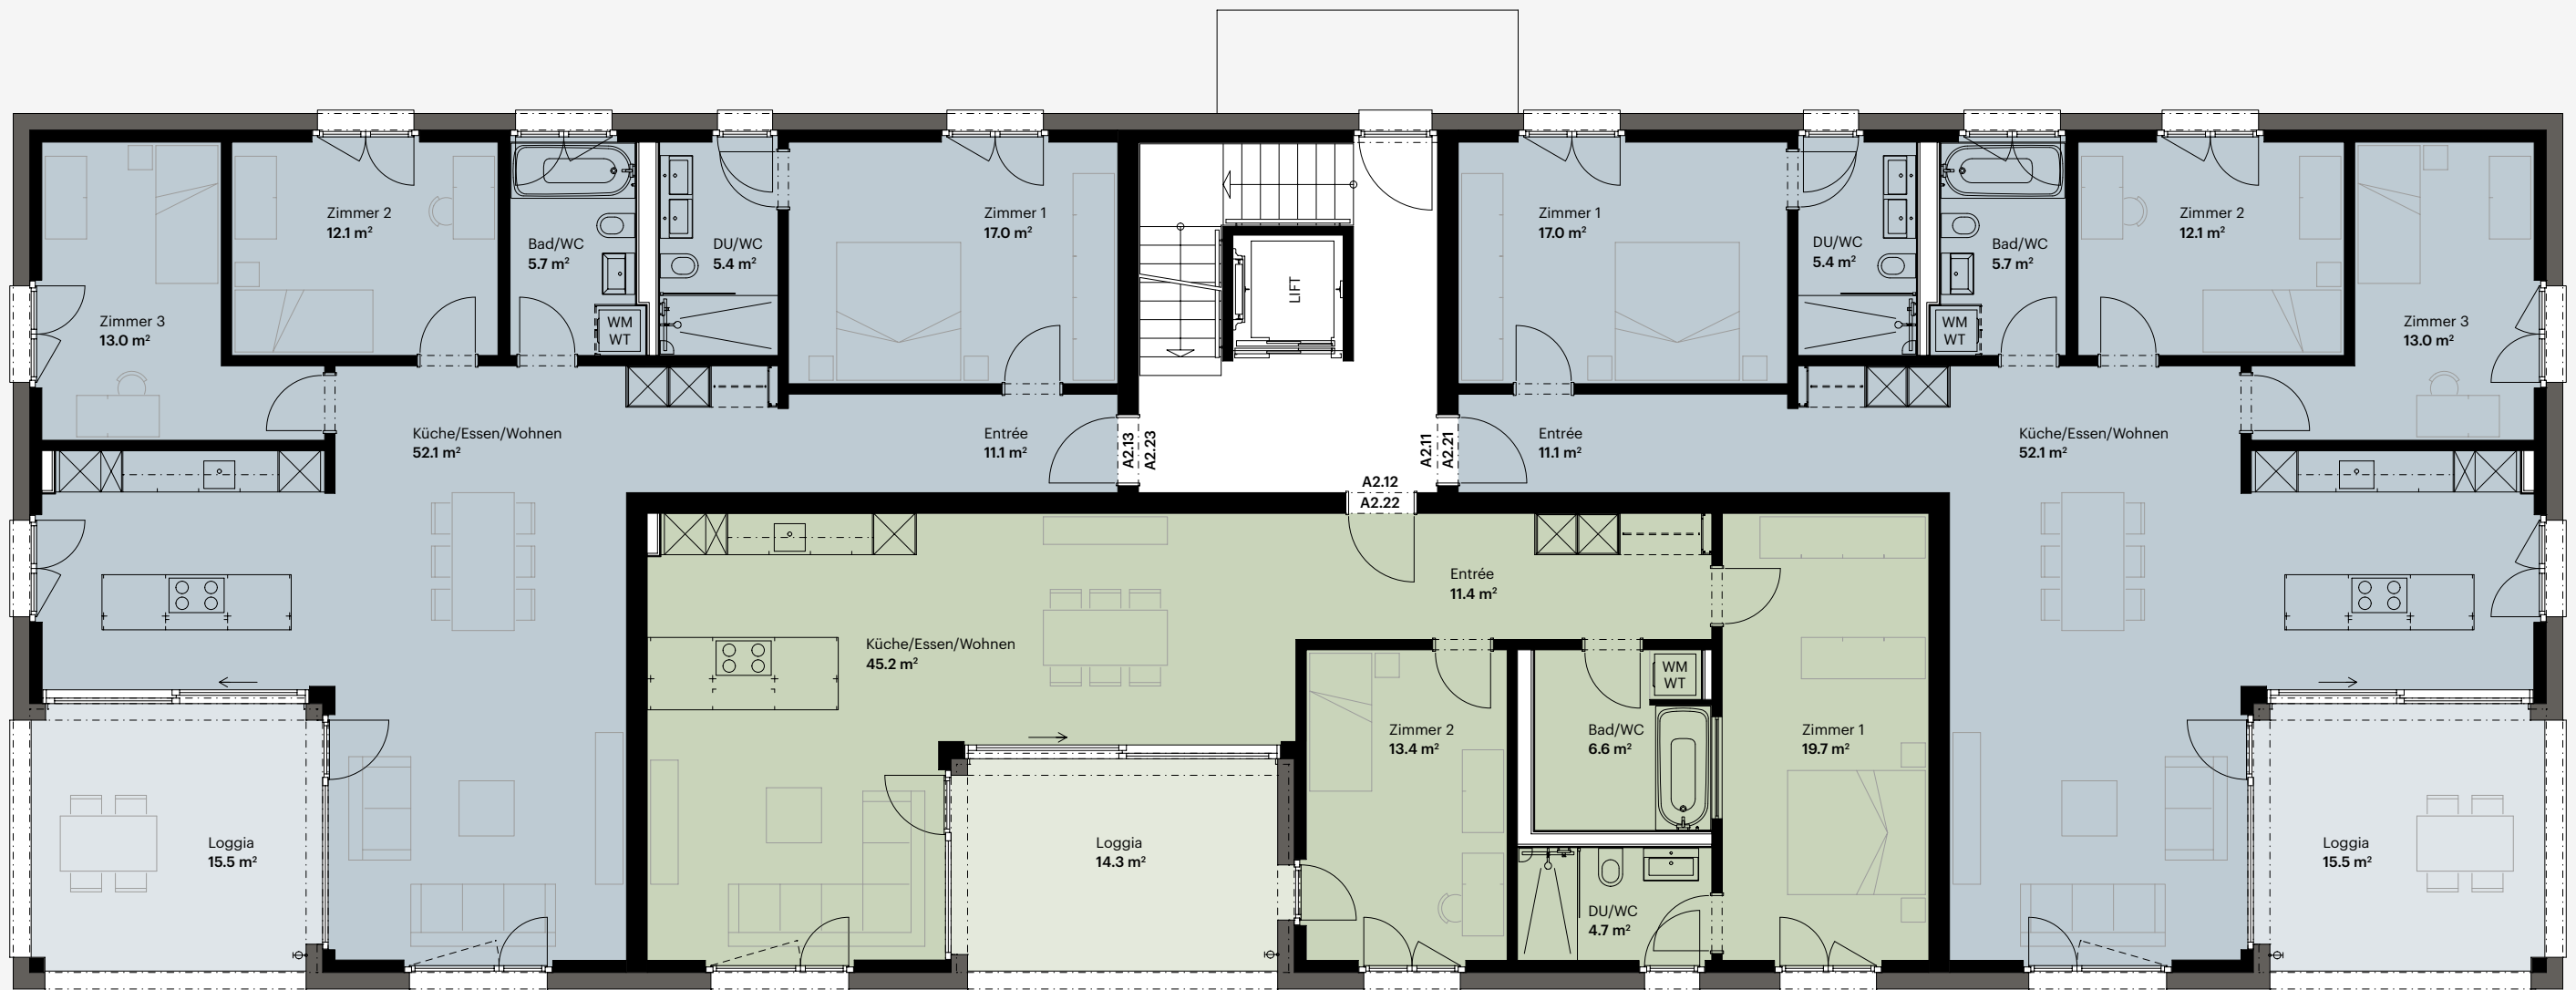 Zimmer 3
13.0 m²
Zimmer 2
12.1 m²
Bad/WC
5.7 m²
WM
WT
DU/WC
5.4 m²
Zimmer 1
17.0 m²
Küche/Essen/Wohnen
52.1 m²
Entrée
11.1 m²
Loggia
15.5 m²
LIFT
A2.13
A2.23
A2.11
A2.21
A2.12
A2.22
Zimmer 1
17.0 m²
DU/WC
5.4 m²
Bad/WC
5.7 m²
WM
WT
Zimmer 2
12.1 m²
Zimmer 3
13.0 m²
Entrée
11.1 m²
Küche/Essen/Wohnen
52.1 m²
Loggia
15.5 m²
Küche/Essen/Wohnen
45.2 m²
Entrée
11.4 m²
Loggia
14.3 m²
Zimmer 2
13.4 m²
WM
WT
Bad/WC
6.6 m²
DU/WC
4.7 m²
Zimmer 1
19.7 m²